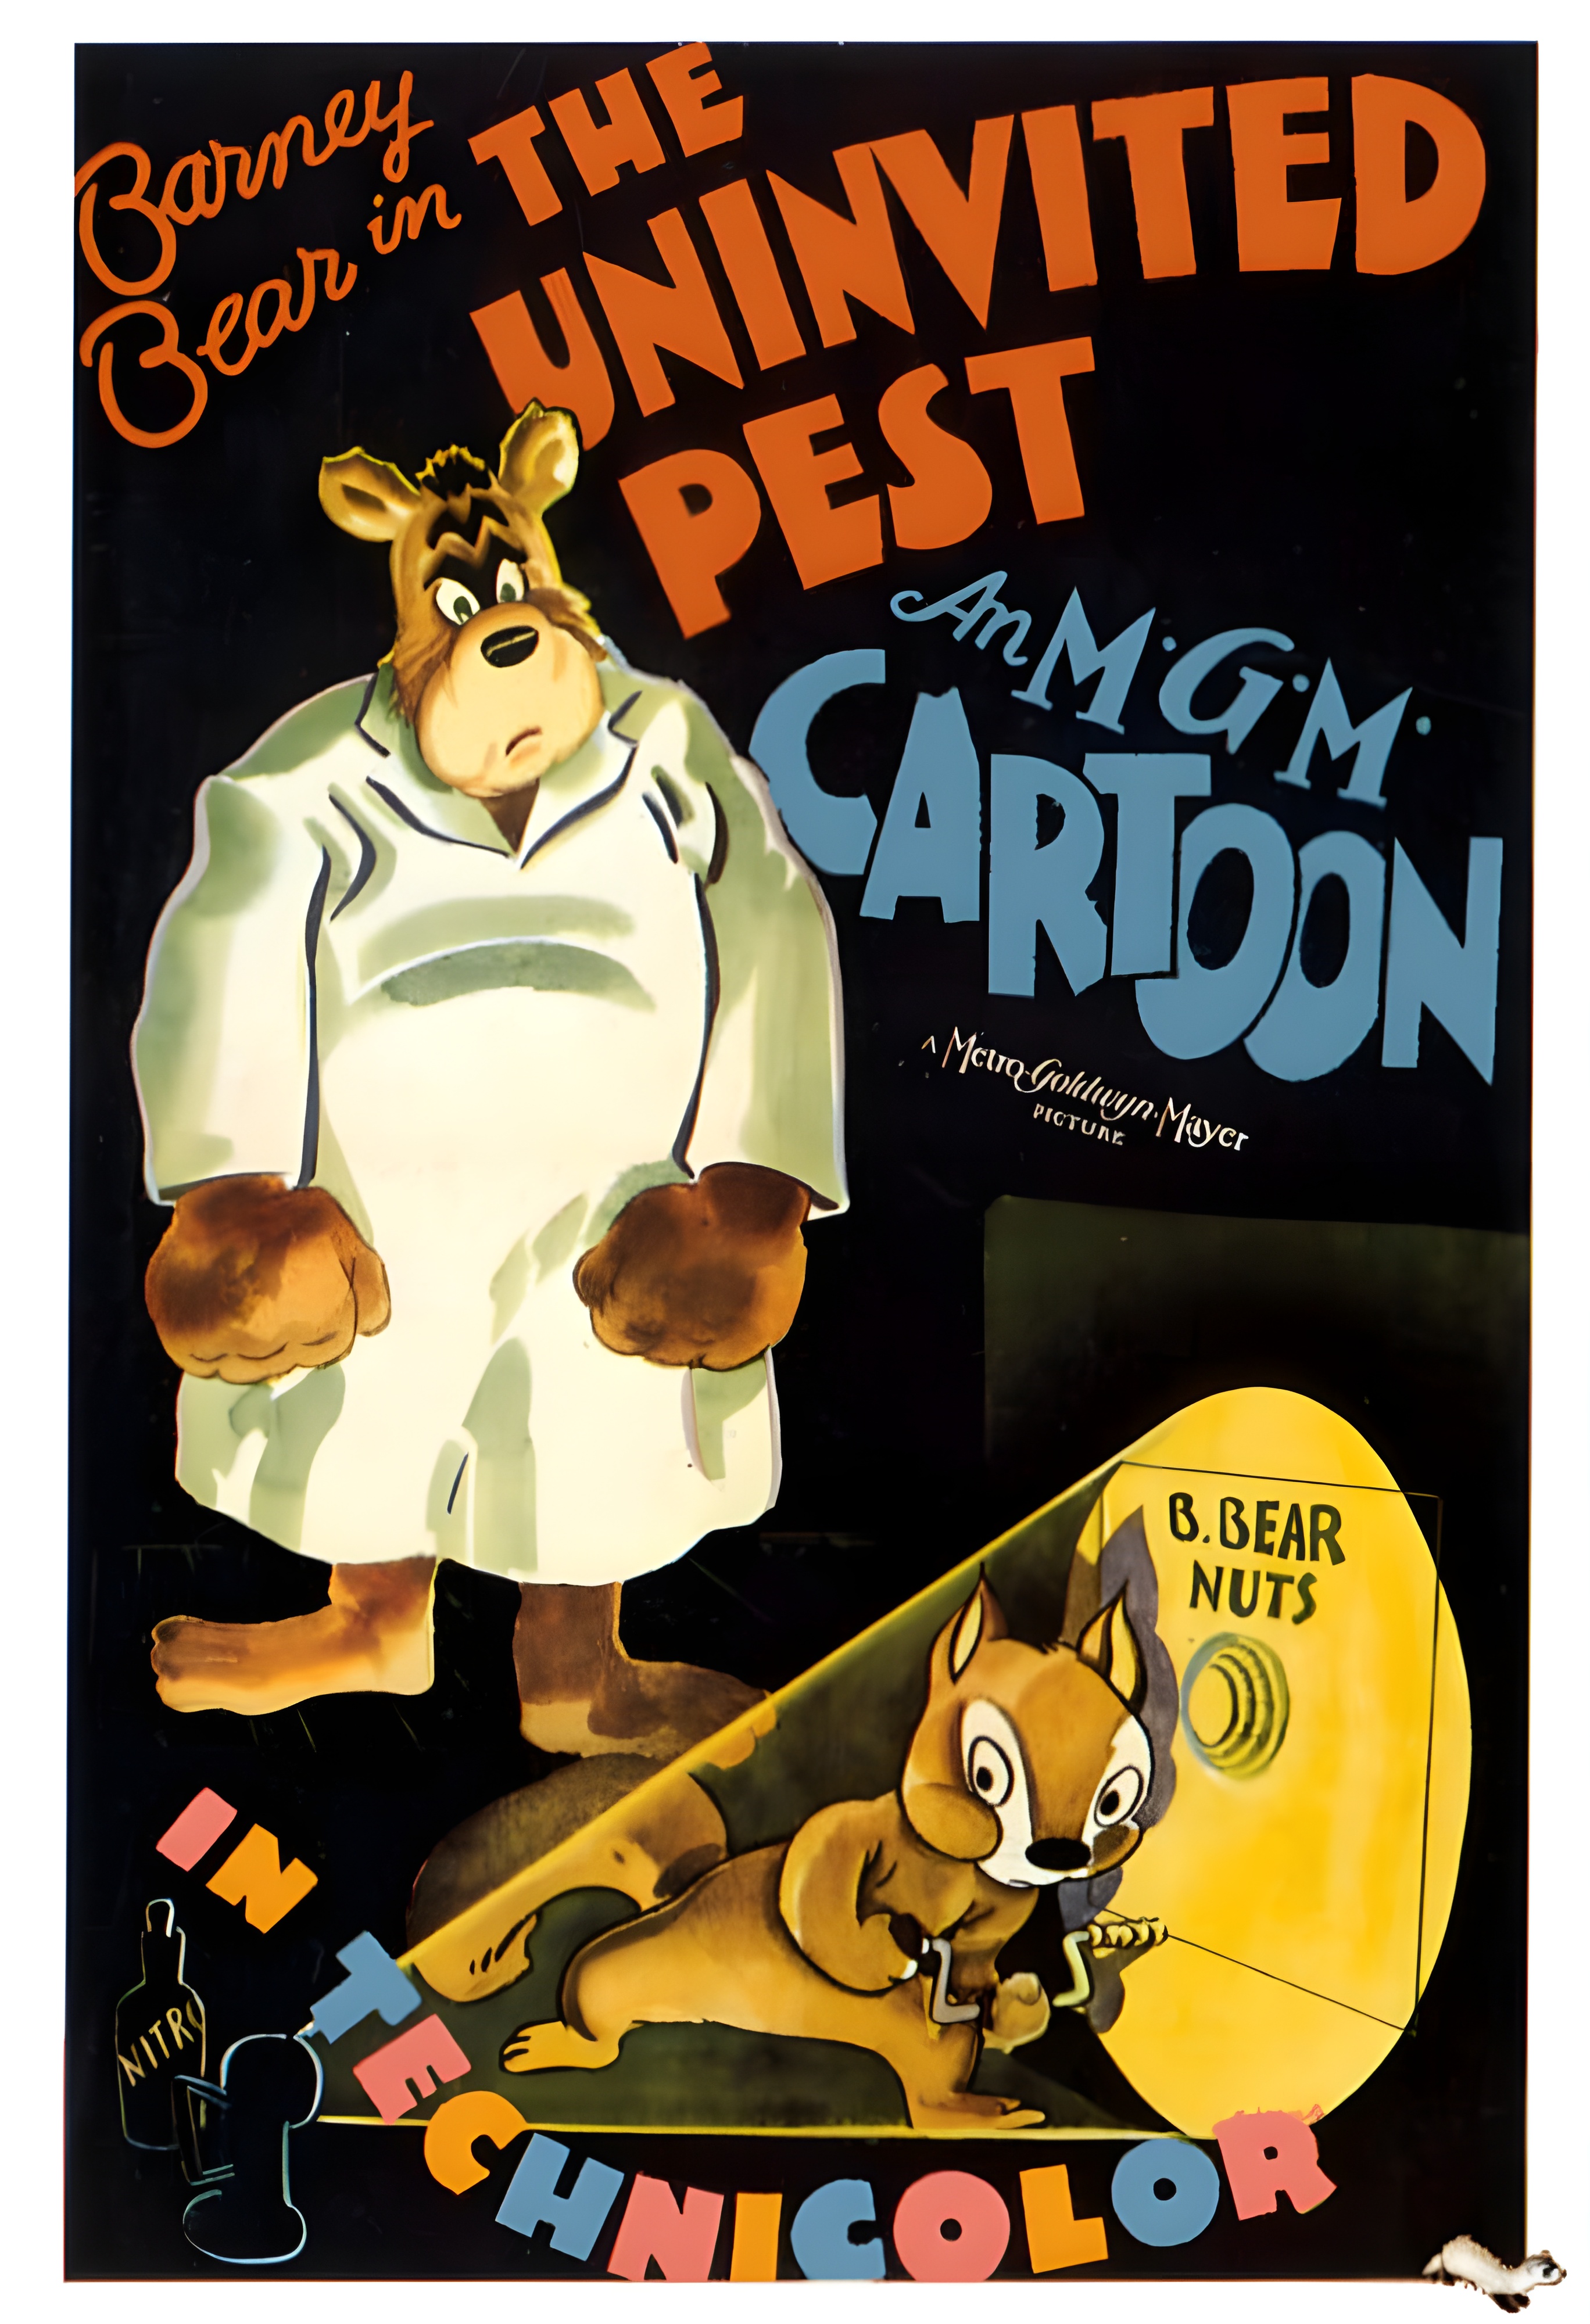 Barney
Bear in
THE
UNINVITED
PEST
An M·G·M·
CARTOON
A Metro-Goldwyn-Mayer
PICTURE
B. BEAR
NUTS
NITRO
IN
TECHNICOLOR